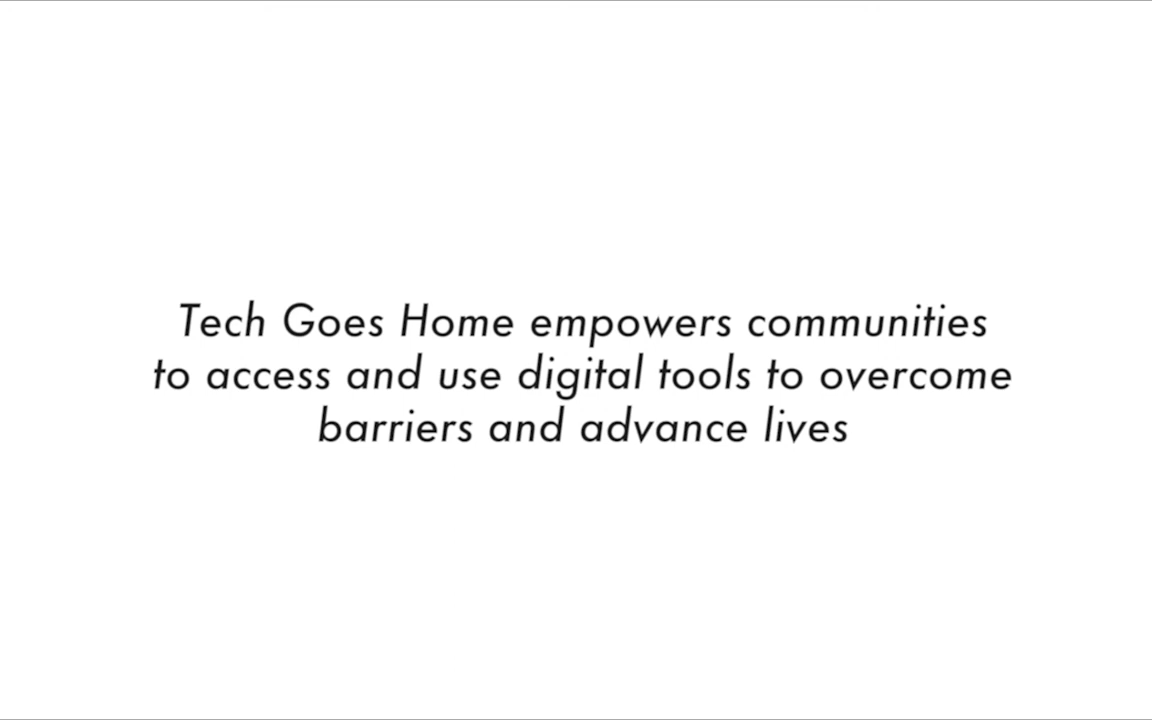 Tech Goes Home empowers communities
to access and use digital tools to overcome
barriers and advance lives